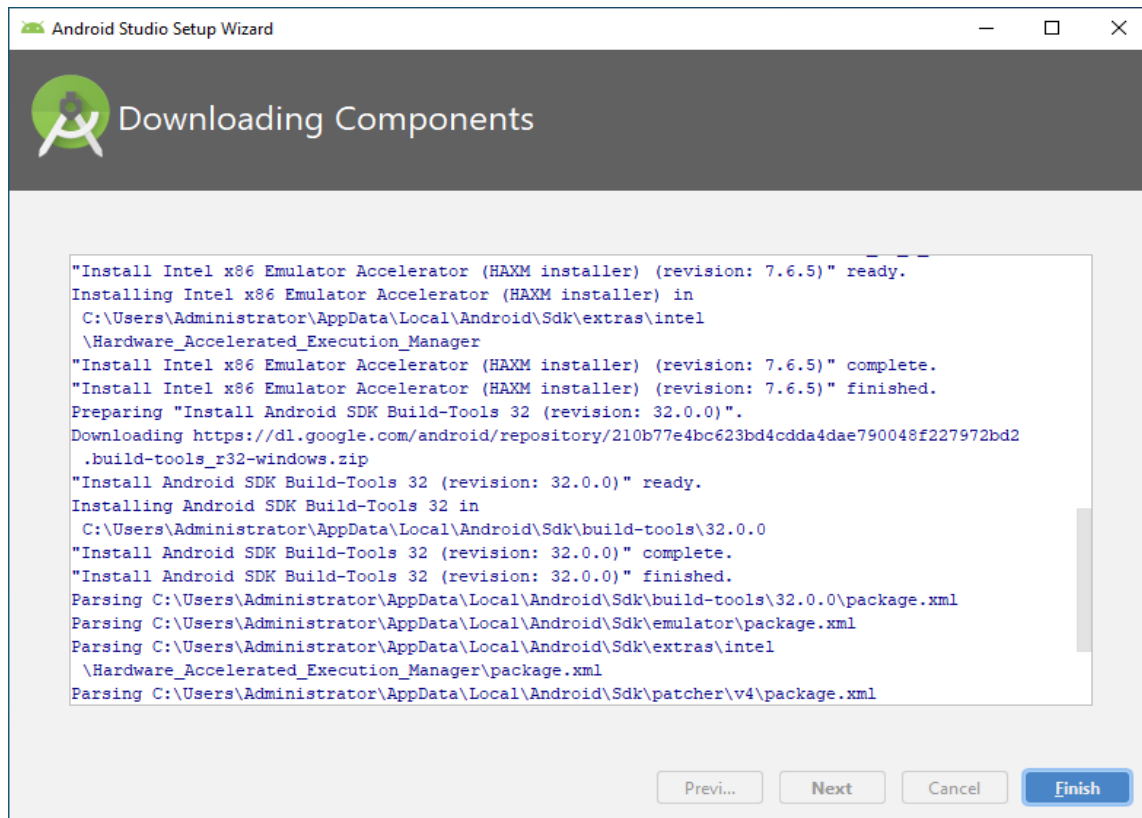 Android Studio Setup Wizard
Downloading Components
"Install Intel x86 Emulator Accelerator (HAXM installer) (revision: 7.6.5)" ready.
Installing Intel x86 Emulator Accelerator (HAXM installer) in
C:\Users\Administrator\AppData\Local\Android\Sdk\extras\intel
\Hardware_Accelerated_Execution_Manager
"Install Intel x86 Emulator Accelerator (HAXM installer) (revision: 7.6.5)" complete.
"Install Intel x86 Emulator Accelerator (HAXM installer) (revision: 7.6.5)" finished.
Preparing "Install Android SDK Build-Tools 32 (revision: 32.0.0)".
Downloading https://dl.google.com/android/repository/210b77e4bc623bd4cdda4dae790048f227972bd2
.build-tools_r32-windows.zip
"Install Android SDK Build-Tools 32 (revision: 32.0.0)" ready.
Installing Android SDK Build-Tools 32 in
C:\Users\Administrator\AppData\Local\Android\Sdk\build-tools\32.0.0
"Install Android SDK Build-Tools 32 (revision: 32.0.0)" complete.
"Install Android SDK Build-Tools 32 (revision: 32.0.0)" finished.
Parsing C:\Users\Administrator\AppData\Local\Android\Sdk\build-tools\32.0.0\package.xml
Parsing C:\Users\Administrator\AppData\Local\Android\Sdk\emulator\package.xml
Parsing C:\Users\Administrator\AppData\Local\Android\Sdk\extras\intel
\Hardware_Accelerated_Execution_Manager\package.xml
Parsing C:\Users\Administrator\AppData\Local\Android\Sdk\patcher\v4\package.xml
Previ... Next Cancel Finish